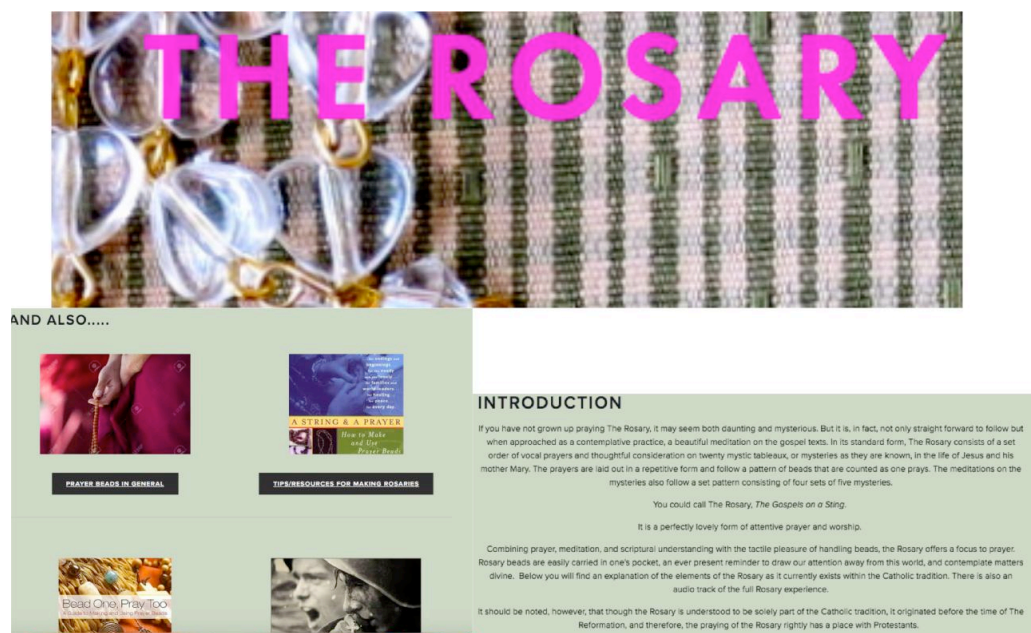 THE ROSARY
AND ALSO.....
A STRING & A PRAYER
How to Make
and Use
Prayer Beads
PRAYER BEADS IN GENERAL
TIPS/RESOURCES FOR MAKING ROSARIES
Bead One, Pray Too
INTRODUCTION
If you have not grown up praying The Rosary, it may seem both daunting and mysterious. But it is, in fact, not only straight forward to follow but
when approached as a contemplative practice, a beautiful meditation on the gospel texts. In its standard form, The Rosary consists of a set
order of vocal prayers and thoughtful consideration on twenty mystic tableaux, or mysteries as they are known, in the life of Jesus and his
mother Mary. The prayers are laid out in a repetitive form and follow a pattern of beads that are counted as one prays. The meditations on the
mysteries also follow a set pattern consisting of four sets of five mysteries.
You could call The Rosary, The Gospels on a Sting.
It is a perfectly lovely form of attentive prayer and worship.
Combining prayer, meditation, and scriptural understanding with the tactile pleasure of handling beads, the Rosary offers a focus to prayer.
Rosary beads are easily carried in one's pocket, an ever present reminder to draw our attention away from this world, and contemplate matters
divine. Below you will find an explanation of the elements of the Rosary as it currently exists within the Catholic tradition. There is also an
audio track of the full Rosary experience.
It should be noted, however, that though the Rosary is understood to be solely part of the Catholic tradition, it originated before the time of The
Reformation, and therefore, the praying of the Rosary rightly has a place with Protestants.